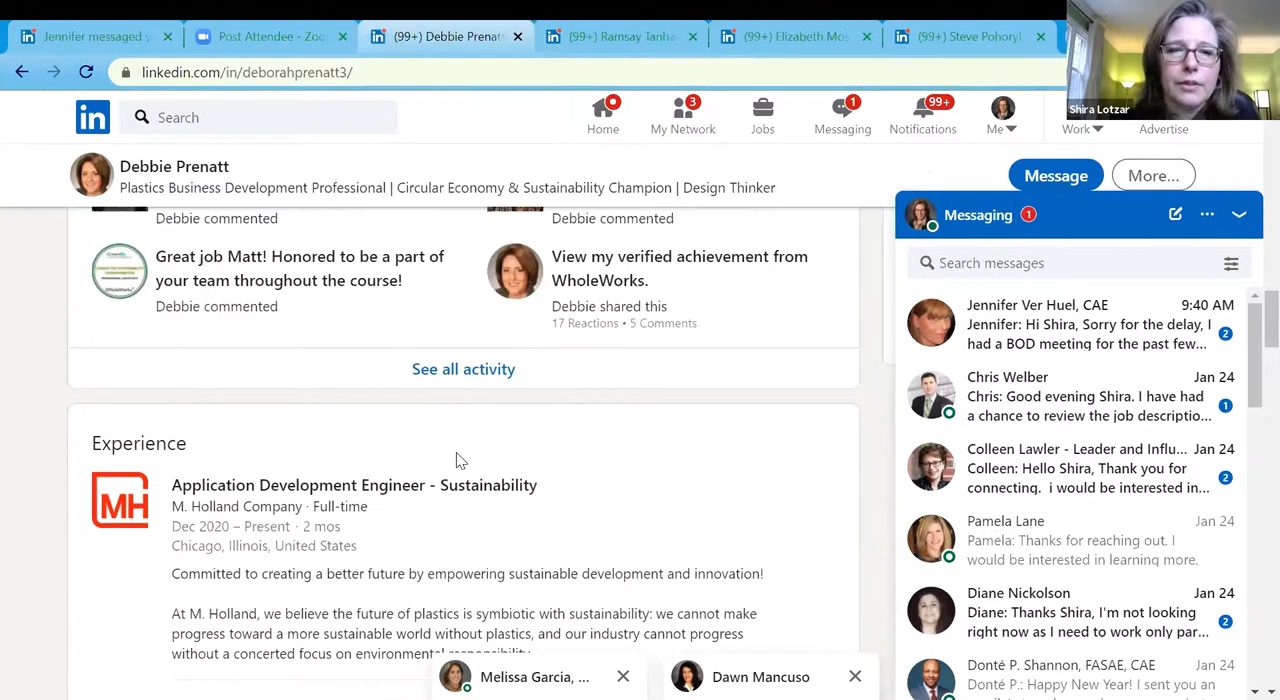 Jennifer messaged y
Post Attendee - Zoo
(99+) Debbie Prenat
(99+) Ramsay Tanha
(99+) Elizabeth Mos
(99+) Steve Pohoryl
linkedin.com/in/deborahprenatt3/
Shira Lotzar
in
Search
3
1
99+
Home
My Network
Jobs
Messaging
Notifications
Me
Work
Advertise
Debbie Prenatt
Plastics Business Development Professional | Circular Economy & Sustainability Champion | Design Thinker
Message
More...
Messaging 1
Search messages
Debbie commented
Debbie commented
Great job Matt! Honored to be a part of
your team throughout the course!
Debbie commented
View my verified achievement from
WholeWorks.
Debbie shared this
17 Reactions • 5 Comments
See all activity
Experience
MH
Application Development Engineer - Sustainability
M. Holland Company · Full-time
Dec 2020 – Present · 2 mos
Chicago, Illinois, United States
Committed to creating a better future by empowering sustainable development and innovation!
At M. Holland, we believe the future of plastics is symbiotic with sustainability: we cannot make
progress toward a more sustainable world without plastics, and our industry cannot progress
without a concerted focus on environmental responsibility.
Jennifer Ver Huel, CAE 9:40 AM
Jennifer: Hi Shira, Sorry for the delay, I
had a BOD meeting for the past few...
2
Chris Welber Jan 24
Chris: Good evening Shira. I have had
a chance to review the job descriptio...
1
Colleen Lawler - Leader and Influ... Jan 24
Colleen: Hello Shira, Thank you for
connecting. i would be interested in...
2
Pamela Lane Jan 24
Pamela: Thanks for reaching out. I
would be interested in learning more.
Diane Nickolson Jan 24
Diane: Thanks Shira, I'm not looking
right now as I need to work only par...
2
Donté P. Shannon, FASAE, CAE Jan 24
Donté P.: Happy New Year! I sent you an
Melissa Garcia, ...
Dawn Mancuso